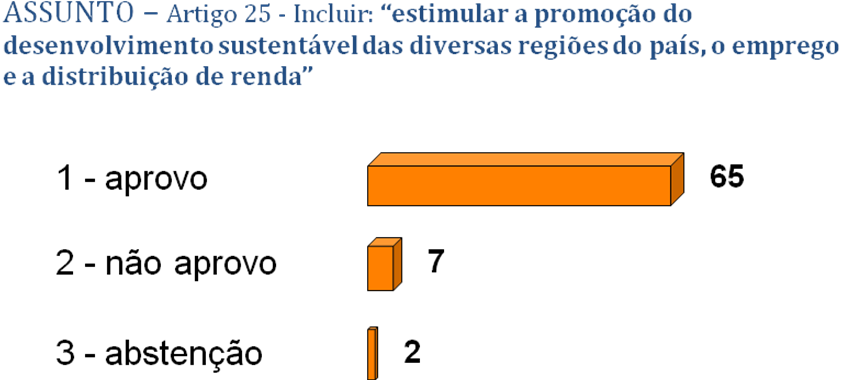 ASSUNTO – Artigo 25 - Incluir: “estimular a promoção do
desenvolvimento sustentável das diversas regiões do país, o emprego
e a distribuição de renda”
1 - aprovo 65
2 - não aprovo 7
3 - abstenção 2